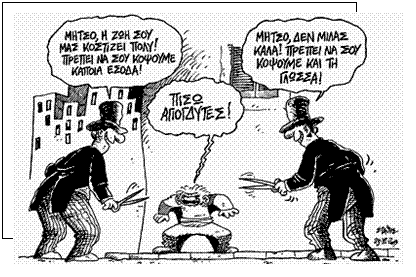 ΜΗΤΣΟ, Η ΖΩΗ ΣΟΥ
ΜΑΣ ΚΟΣΤΙΖΕΙ ΠΟΛΥ!
ΠΡΕΠΕΙ ΝΑ ΣΟΥ ΚΟΨΟΥΜΕ
ΚΑΠΟΙΑ ΕΣΟΔΑ!
ΠΙΣΩ
ΑΠΟΓΔΥΤΕΣ!
ΜΗΤΣΟ, ΔΕΝ ΜΙΛΑΣ
ΚΑΛΑ! ΠΡΕΠΕΙ ΝΑ ΣΟΥ
ΚΟΨΟΥΜΕ ΚΑΙ ΤΗ
ΓΛΩΣΣΑ!